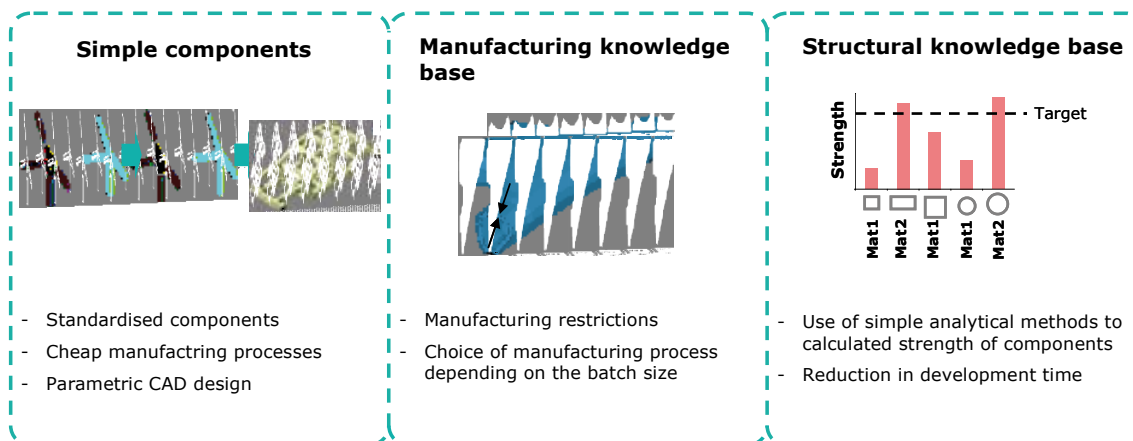 Simple components
- Standardised components
- Cheap manufactring processes
- Parametric CAD design
Manufacturing knowledge
base
- Manufacturing restrictions
- Choice of manufacturing process
depending on the batch size
Structural knowledge base
Target
Strength
Mat1
Mat2
Mat1
Mat1
Mat2
- Use of simple analytical methods to
calculated strength of components
- Reduction in development time